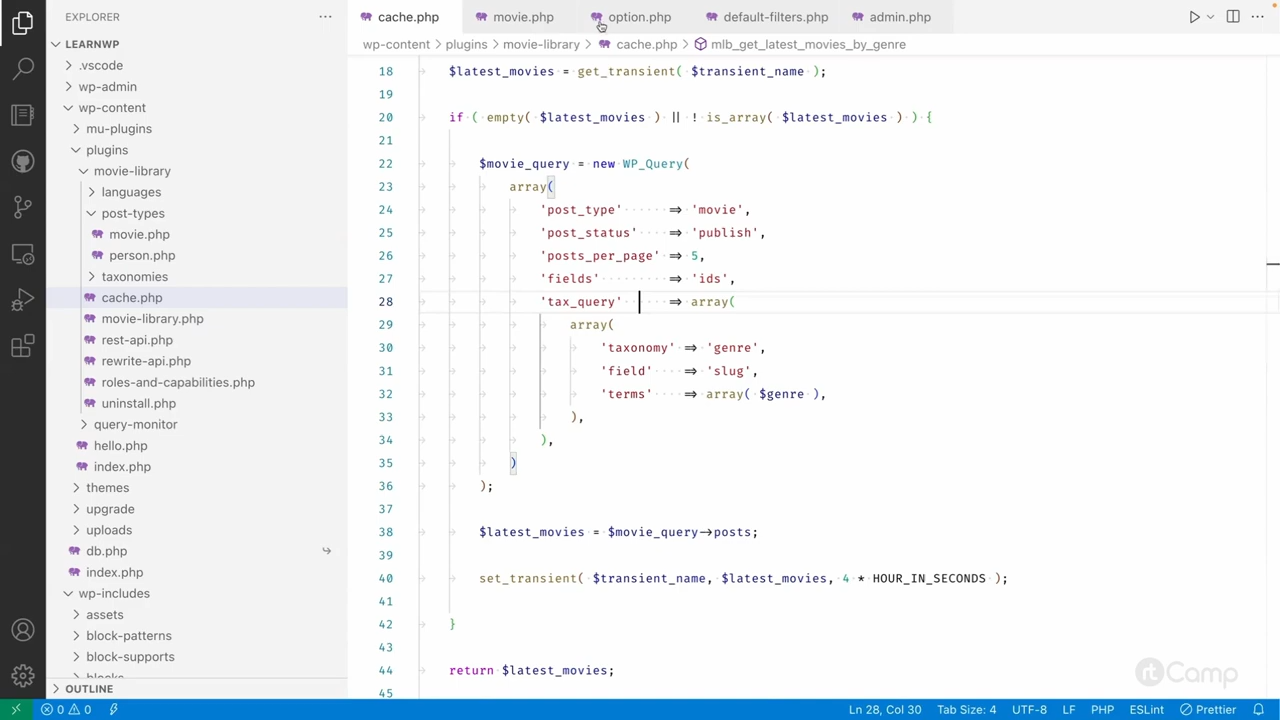 EXPLORER
cache.php
movie.php
option.php
default-filters.php
admin.php
LEARNWP
wp-content > plugins > movie-library > cache.php > mlb_get_latest_movies_by_genre
.vscode
wp-admin
wp-content
mu-plugins
plugins
movie-library
languages
post-types
movie.php
person.php
taxonomies
cache.php
movie-library.php
rest-api.php
rewrite-api.php
roles-and-capabilities.php
uninstall.php
query-monitor
hello.php
index.php
themes
upgrade
uploads
db.php
index.php
wp-includes
assets
block-patterns
block-supports
blocks
OUTLINE
18 $latest_movies = get_transient( $transient_name );
19
20 if ( empty( $latest_movies ) || ! is_array( $latest_movies ) ) {
21
22 $movie_query = new WP_Query(
23 array(
24 'post_type' => 'movie',
25 'post_status' => 'publish',
26 'posts_per_page' => 5,
27 'fields' => 'ids',
28 'tax_query' => array(
29 array(
30 'taxonomy' => 'genre',
31 'field' => 'slug',
32 'terms' => array( $genre ),
33 ),
34 ),
35 )
36 );
37
38 $latest_movies = $movie_query->posts;
39
40 set_transient( $transient_name, $latest_movies, 4 * HOUR_IN_SECONDS );
41
42 }
43
44 return $latest_movies;
45
rtCamp
0 0 Ln 28, Col 30 Tab Size: 4 UTF-8 LF PHP ESLint Prettier